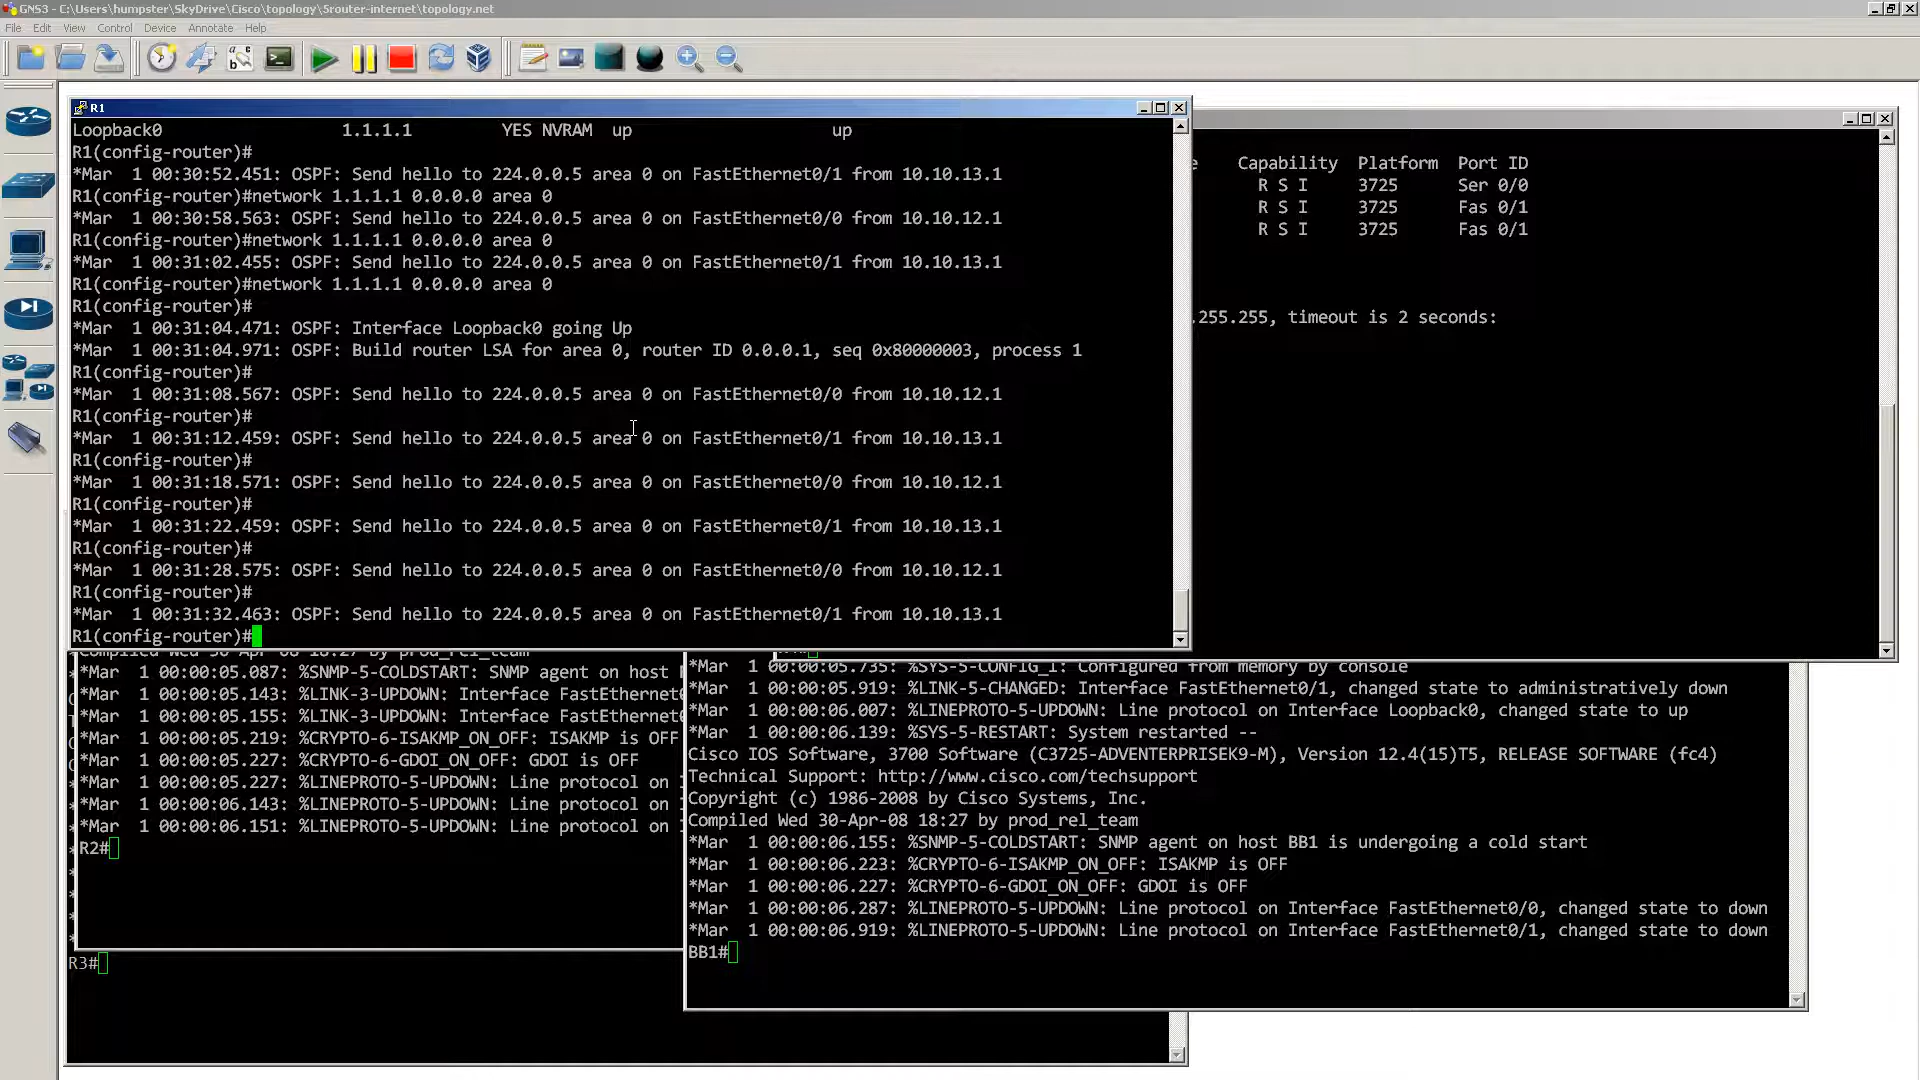 GNS3 - C:\Users\humpster\SkyDrive\Cisco\topology\5router-internet\topology.net
File Edit View Control Device Annotate Help
R1
Loopback0 1.1.1.1 YES NVRAM up up
R1(config-router)#
*Mar 1 00:30:52.451: OSPF: Send hello to 224.0.0.5 area 0 on FastEthernet0/1 from 10.10.13.1
R1(config-router)#network 1.1.1.1 0.0.0.0 area 0
*Mar 1 00:30:58.563: OSPF: Send hello to 224.0.0.5 area 0 on FastEthernet0/0 from 10.10.12.1
R1(config-router)#network 1.1.1.1 0.0.0.0 area 0
*Mar 1 00:31:02.455: OSPF: Send hello to 224.0.0.5 area 0 on FastEthernet0/1 from 10.10.13.1
R1(config-router)#network 1.1.1.1 0.0.0.0 area 0
R1(config-router)#
*Mar 1 00:31:04.471: OSPF: Interface Loopback0 going Up
*Mar 1 00:31:04.971: OSPF: Build router LSA for area 0, router ID 0.0.0.1, seq 0x80000003, process 1
R1(config-router)#
*Mar 1 00:31:08.567: OSPF: Send hello to 224.0.0.5 area 0 on FastEthernet0/0 from 10.10.12.1
R1(config-router)#
*Mar 1 00:31:12.459: OSPF: Send hello to 224.0.0.5 area 0 on FastEthernet0/1 from 10.10.13.1
R1(config-router)#
*Mar 1 00:31:18.571: OSPF: Send hello to 224.0.0.5 area 0 on FastEthernet0/0 from 10.10.12.1
R1(config-router)#
*Mar 1 00:31:22.459: OSPF: Send hello to 224.0.0.5 area 0 on FastEthernet0/1 from 10.10.13.1
R1(config-router)#
*Mar 1 00:31:28.575: OSPF: Send hello to 224.0.0.5 area 0 on FastEthernet0/0 from 10.10.12.1
R1(config-router)#
*Mar 1 00:31:32.463: OSPF: Send hello to 224.0.0.5 area 0 on FastEthernet0/1 from 10.10.13.1
R1(config-router)#
e Capability Platform Port ID
R S I 3725 Ser 0/0
R S I 3725 Fas 0/1
R S I 3725 Fas 0/1
.255.255, timeout is 2 seconds:
Compiled Wed 30-Apr-08 18:27 by prod_rel_team
*Mar 1 00:00:05.087: %SNMP-5-COLDSTART: SNMP agent on host
*Mar 1 00:00:05.143: %LINK-3-UPDOWN: Interface FastEthernet
*Mar 1 00:00:05.155: %LINK-3-UPDOWN: Interface FastEthernet
*Mar 1 00:00:05.219: %CRYPTO-6-ISAKMP_ON_OFF: ISAKMP is OFF
*Mar 1 00:00:05.227: %CRYPTO-6-GDOI_ON_OFF: GDOI is OFF
*Mar 1 00:00:05.227: %LINEPROTO-5-UPDOWN: Line protocol on
*Mar 1 00:00:06.143: %LINEPROTO-5-UPDOWN: Line protocol on
*Mar 1 00:00:06.151: %LINEPROTO-5-UPDOWN: Line protocol on
R2#
R3#
*Mar 1 00:00:05.735: %SYS-5-CONFIG_I: Configured from memory by console
*Mar 1 00:00:05.919: %LINK-5-CHANGED: Interface FastEthernet0/1, changed state to administratively down
*Mar 1 00:00:06.007: %LINEPROTO-5-UPDOWN: Line protocol on Interface Loopback0, changed state to up
*Mar 1 00:00:06.139: %SYS-5-RESTART: System restarted --
Cisco IOS Software, 3700 Software (C3725-ADVENTERPRISEK9-M), Version 12.4(15)T5, RELEASE SOFTWARE (fc4)
Technical Support: http://www.cisco.com/techsupport
Copyright (c) 1986-2008 by Cisco Systems, Inc.
Compiled Wed 30-Apr-08 18:27 by prod_rel_team
*Mar 1 00:00:06.155: %SNMP-5-COLDSTART: SNMP agent on host BB1 is undergoing a cold start
*Mar 1 00:00:06.223: %CRYPTO-6-ISAKMP_ON_OFF: ISAKMP is OFF
*Mar 1 00:00:06.227: %CRYPTO-6-GDOI_ON_OFF: GDOI is OFF
*Mar 1 00:00:06.287: %LINEPROTO-5-UPDOWN: Line protocol on Interface FastEthernet0/0, changed state to down
*Mar 1 00:00:06.919: %LINEPROTO-5-UPDOWN: Line protocol on Interface FastEthernet0/1, changed state to down
BB1#